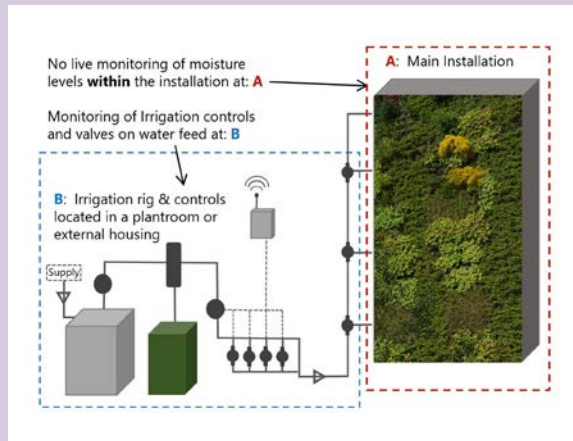 No live monitoring of moisture
levels within the installation at: A
A: Main Installation
Monitoring of Irrigation controls
and valves on water feed at: B
B: Irrigation rig & controls
located in a plantroom or
external housing
Supply